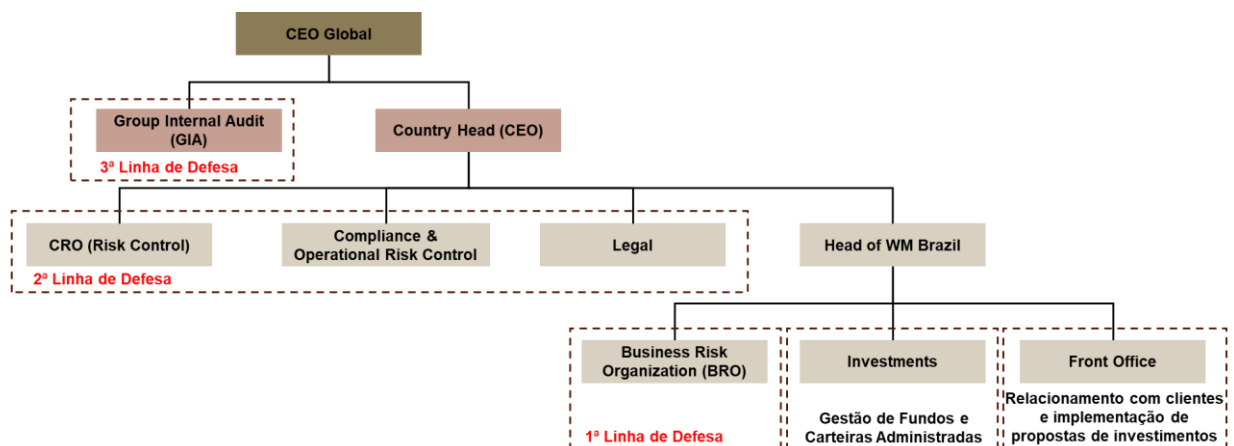 CEO Global
Group Internal Audit
(GIA)
3ª Linha de Defesa
Country Head (CEO)
CRO (Risk Control)
Compliance &
Operational Risk Control
Legal
Head of WM Brazil
2ª Linha de Defesa
Business Risk
Organization (BRO)
1ª Linha de Defesa
Investments
Gestão de Fundos e
Carteiras Administradas
Front Office
Relacionamento com clientes
e implementação de
propostas de investimentos